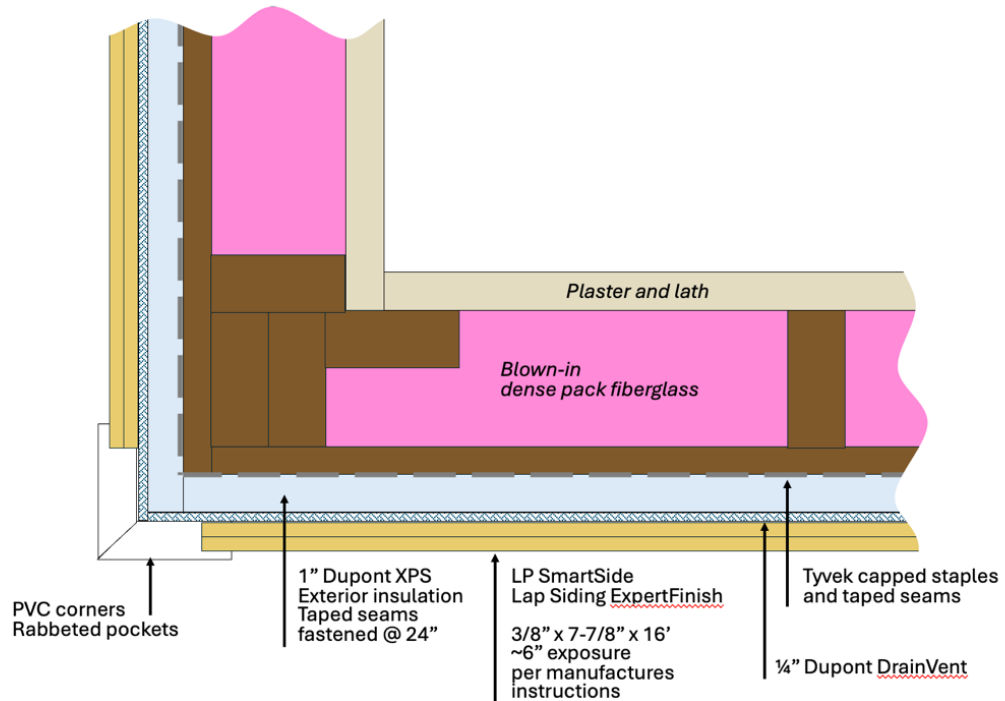 Plaster and lath
Blown-in
dense pack fiberglass
PVC corners
Rabbeted pockets
1” Dupont XPS
Exterior insulation
Taped seams
fastened @ 24”
LP SmartSide
Lap Siding ExpertFinish
3/8” x 7-7/8” x 16’
~6” exposure
per manufactures
instructions
Tyvek capped staples
and taped seams
¼” Dupont DrainVent